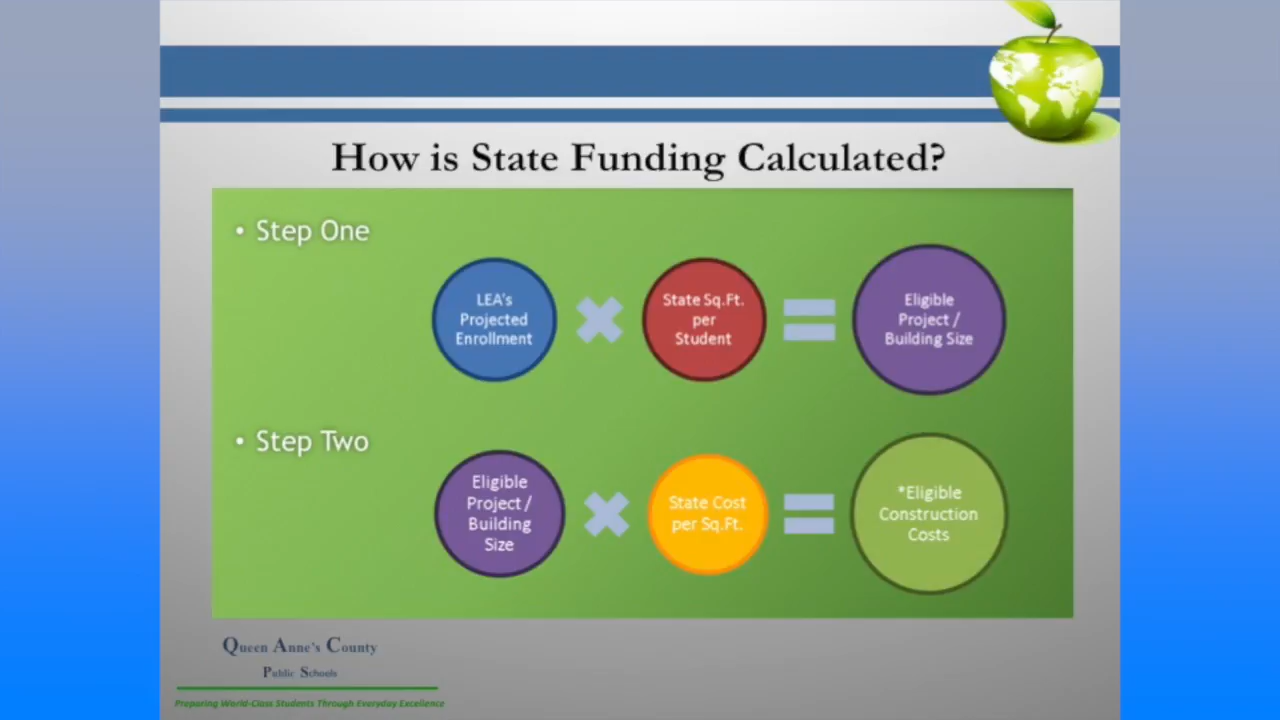 How is State Funding Calculated?
• Step One
LEA's
Projected
Enrollment
State Sq.Ft.
per
Student
Eligible
Project /
Building Size
• Step Two
Eligible
Project /
Building
Size
State Cost
per Sq.Ft.
*Eligible
Construction
Costs
Queen Anne's County
Public Schools
Preparing World-Class Students Through Everyday Excellence